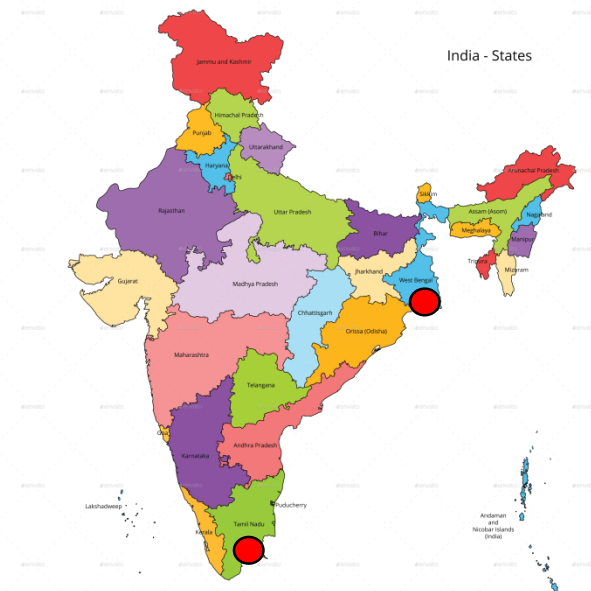 India - States
Jammu and Kashmir
Himachal Pradesh
Punjab
Uttarakhand
Haryana
Delhi
Rajasthan
Uttar Pradesh
Sikkim
Arunachal Pradesh
Assam (Asom)
Nagaland
Meghalaya
Manipur
Bihar
Tripura
Mizoram
Jharkhand
West Bengal
Gujarat
Madhya Pradesh
Chhatisgarh
Orissa (Odisha)
Maharashtra
Telangana
Goa
Andhra Pradesh
Karnataka
Lakshadweep
Puducherry
Tamil Nadu
Kerala
Andaman
and
Nicobar Islands
(India)